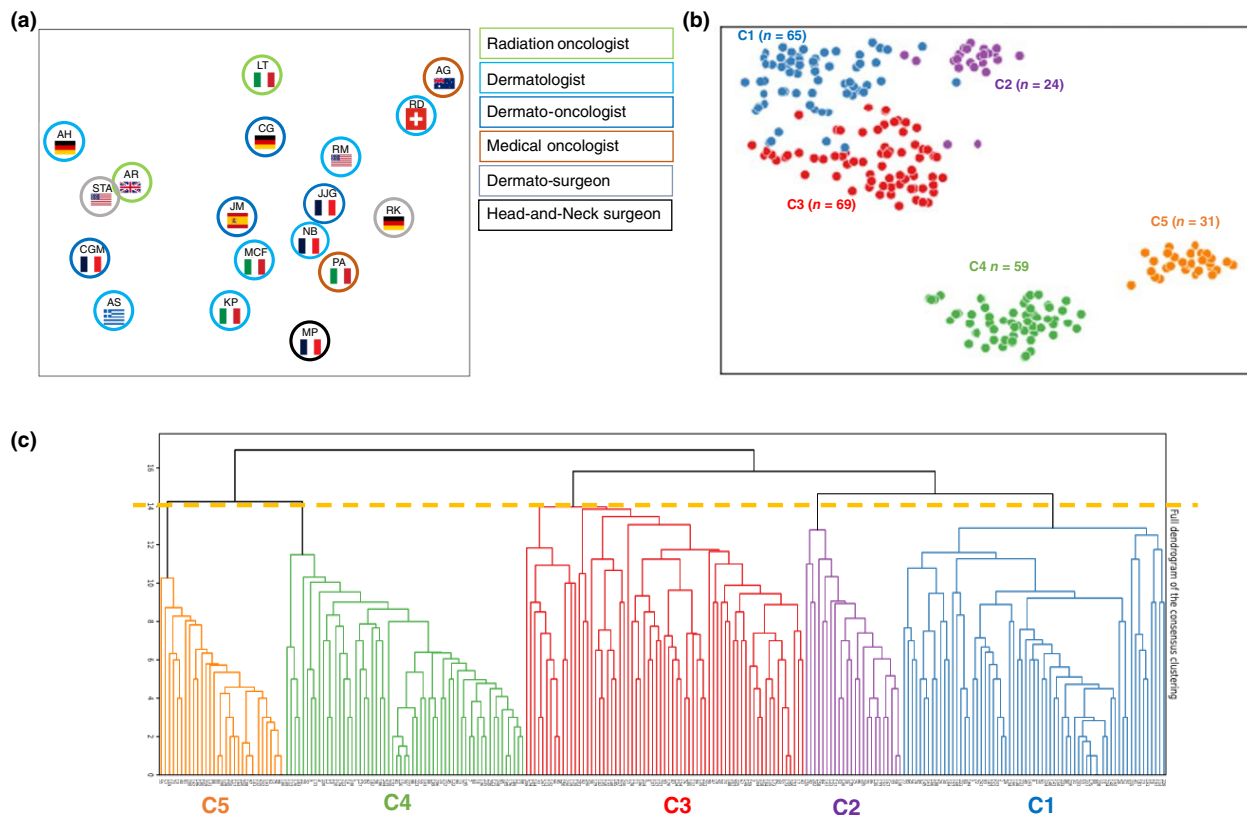 (a)
LT
AG
RD
CG
AH
RM
AR
STA
JJG
JM
RK
NB
CGM
MCF
PA
AS
KP
MP
Radiation oncologist
Dermatologist
Dermato-oncologist
Medical oncologist
Dermato-surgeon
Head-and-Neck surgeon
(b)
C1 (n = 65)
C2 (n = 24)
C3 (n = 69)
C5 (n = 31)
C4 n = 59
(c)
16
14
12
10
8
6
4
2
0
Full dendrogram of the consensus clustering
C5
C4
C3
C2
C1